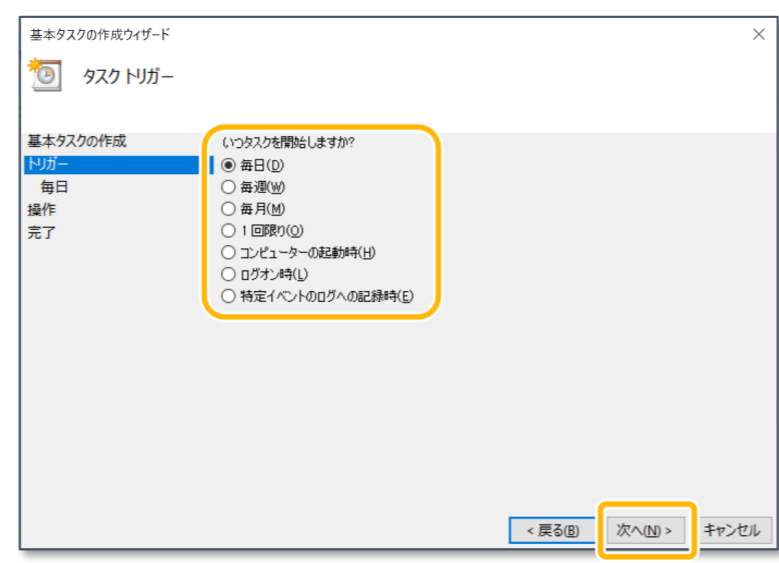 基本タスクの作成ウィザード
タスク トリガー
基本タスクの作成
トリガー
毎日
操作
完了
いつタスクを開始しますか?
毎日(D)
毎週(W)
毎月(M)
1 回限り(O)
コンピューターの起動時(H)
ログオン時(L)
特定イベントのログへの記録時(E)
< 戻る(B)
次へ(N) >
キャンセル